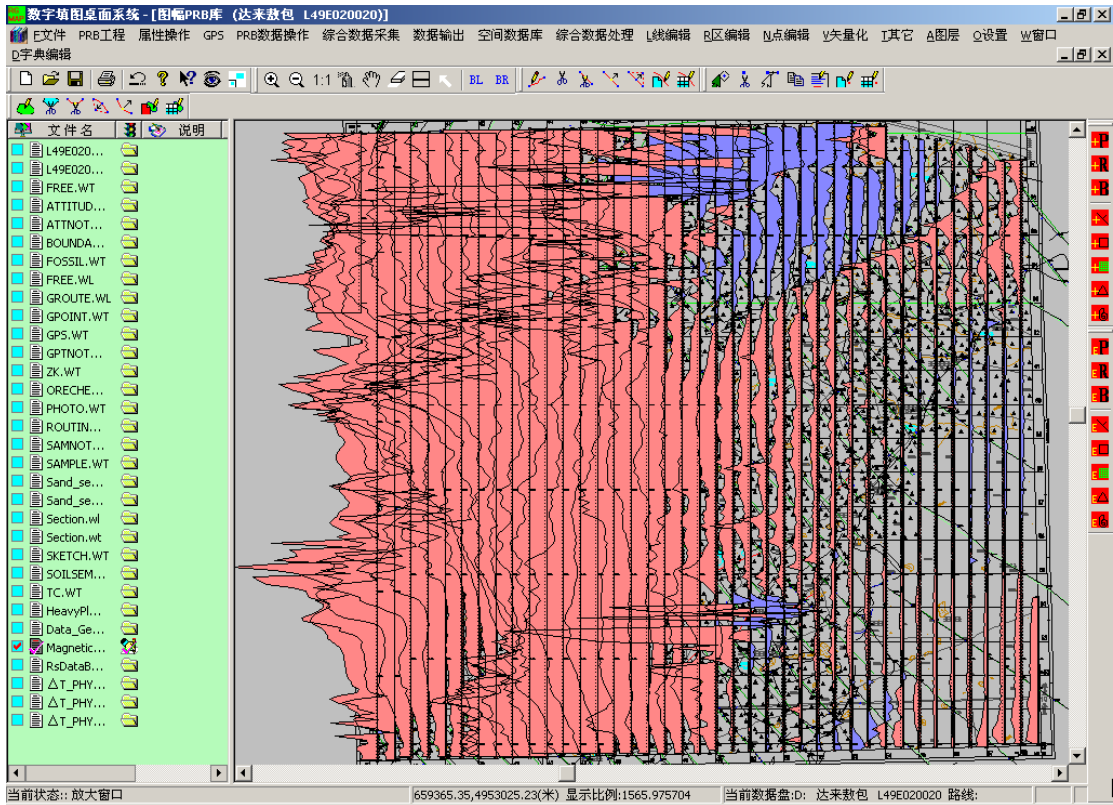 数字填图桌面系统 - [图幅PRB库 (达来敖包 L49E020020)]
F文件 PRB工程 属性操作 GPS PRB数据操作 综合数据采集 数据输出 空间数据库 综合数据处理 L线编辑 R区编辑 N点编辑 V矢量化 I其它 A图层 O设置 W窗口
D字典编辑
1:1 BL BR
文件名 说明
L49E020...
L49E020...
FREE.WT
ATTITUD...
ATTNOT...
BOUNDA...
FOSSIL.WT
FREE.WL
GROUTE.WL
GPOINT.WT
GPS.WT
GPTNOT...
ZK.WT
ORECHE...
PHOTO.WT
ROUTIN...
SAMNOT...
SAMPLE.WT
Sand_se...
Sand_se...
Section.wl
Section.wt
SKETCH.WT
SOILSEM...
TC.WT
HeavyPl...
Data_Ge...
Magnetic...
RsDataB...
△T_PHY...
△T_PHY...
△T_PHY...
+P
+R
+B
EP
ER
EB
当前状态:: 放大窗口 659365.35,4953025.23(米) 显示比例:1565.975704 当前数据盘:D: 达来敖包 L49E020020 路线: